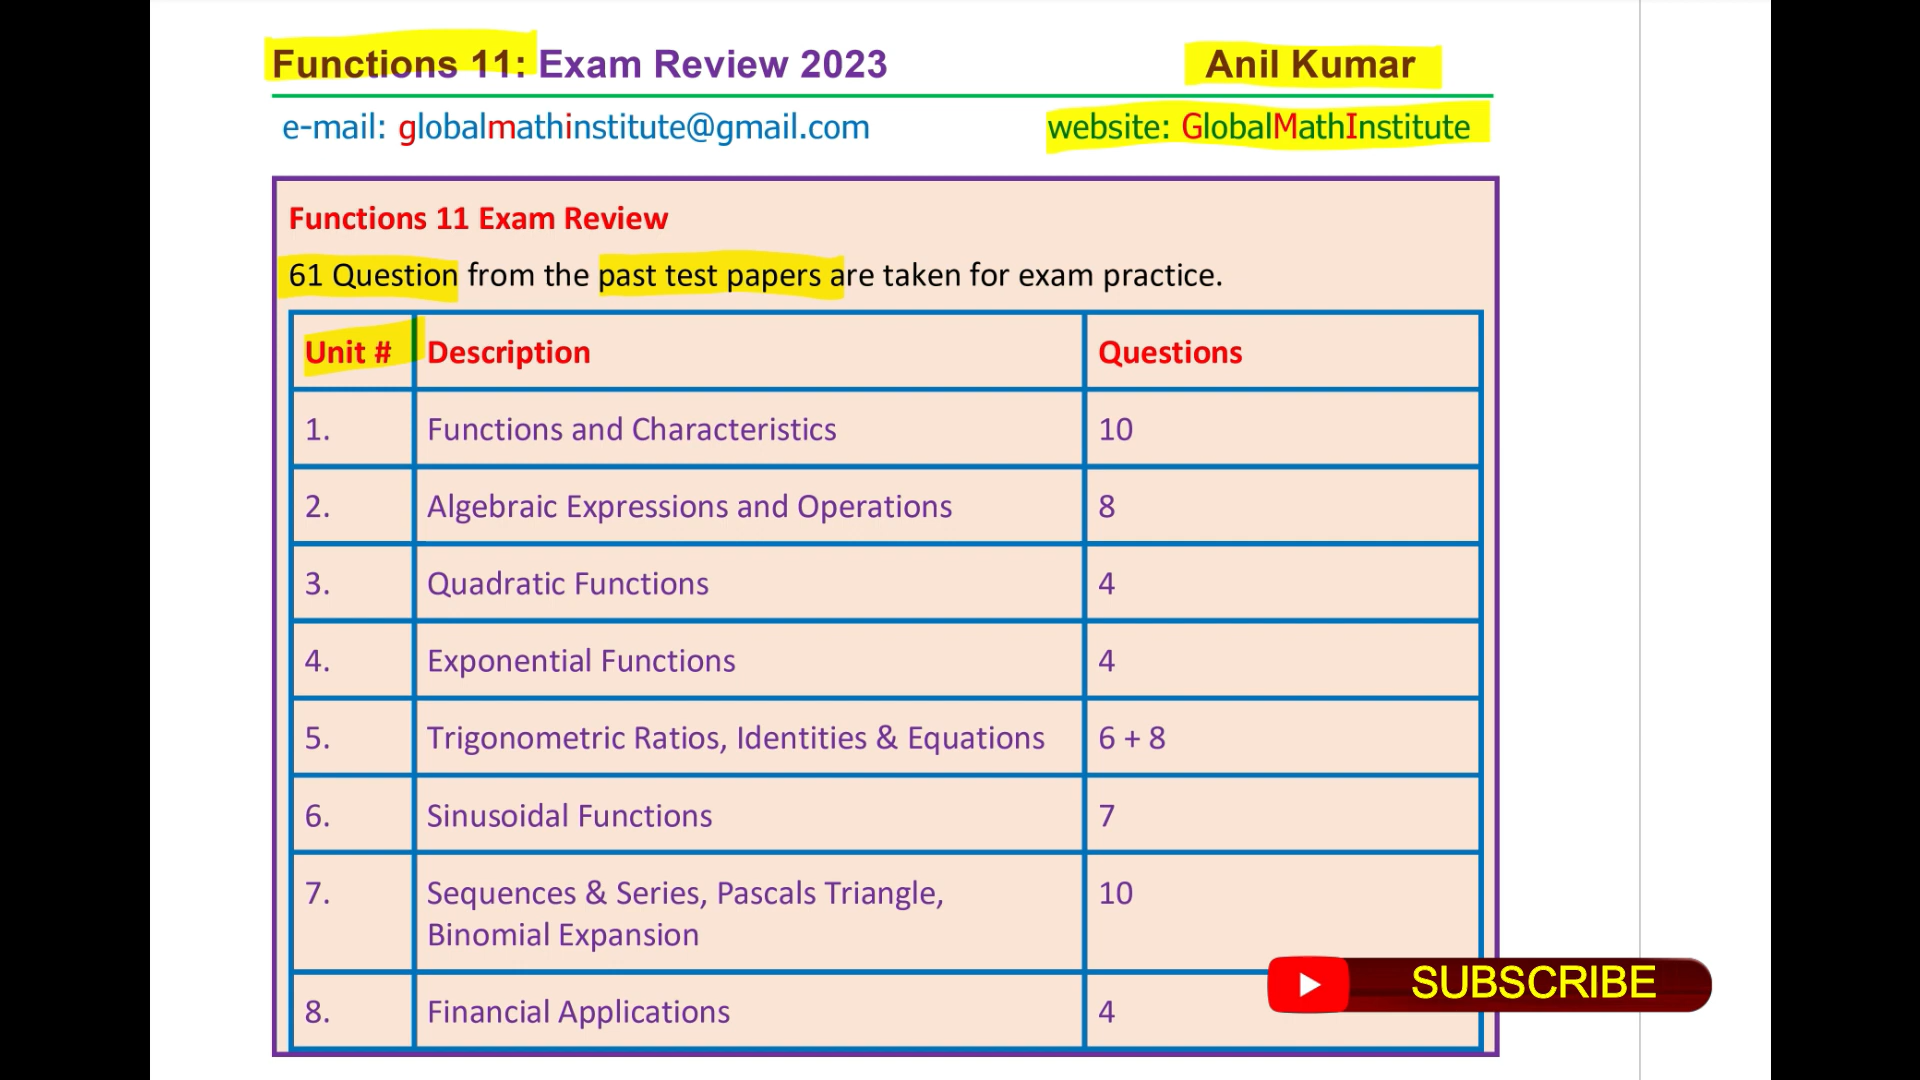 Functions 11: Exam Review 2023 Anil Kumar
e-mail: globalmathinstitute@gmail.com website: GlobalMathInstitute
Functions 11 Exam Review
61 Question from the past test papers are taken for exam practice.
Unit # Description Questions
1. Functions and Characteristics 10
2. Algebraic Expressions and Operations 8
3. Quadratic Functions 4
4. Exponential Functions 4
5. Trigonometric Ratios, Identities & Equations 6 + 8
6. Sinusoidal Functions 7
7. Sequences & Series, Pascals Triangle, 10
Binomial Expansion
8. Financial Applications 4
SUBSCRIBE